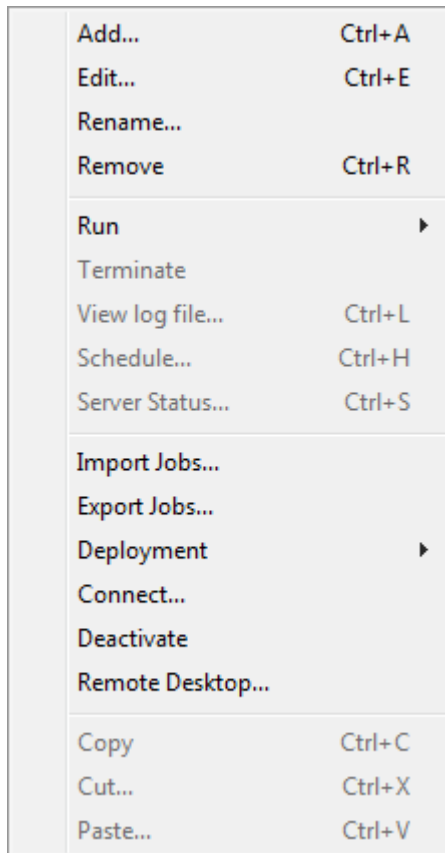 Add... Ctrl+A
Edit... Ctrl+E
Rename...
Remove Ctrl+R
Run
Terminate
View log file... Ctrl+L
Schedule... Ctrl+H
Server Status... Ctrl+S
Import Jobs...
Export Jobs...
Deployment
Connect...
Deactivate
Remote Desktop...
Copy Ctrl+C
Cut... Ctrl+X
Paste... Ctrl+V